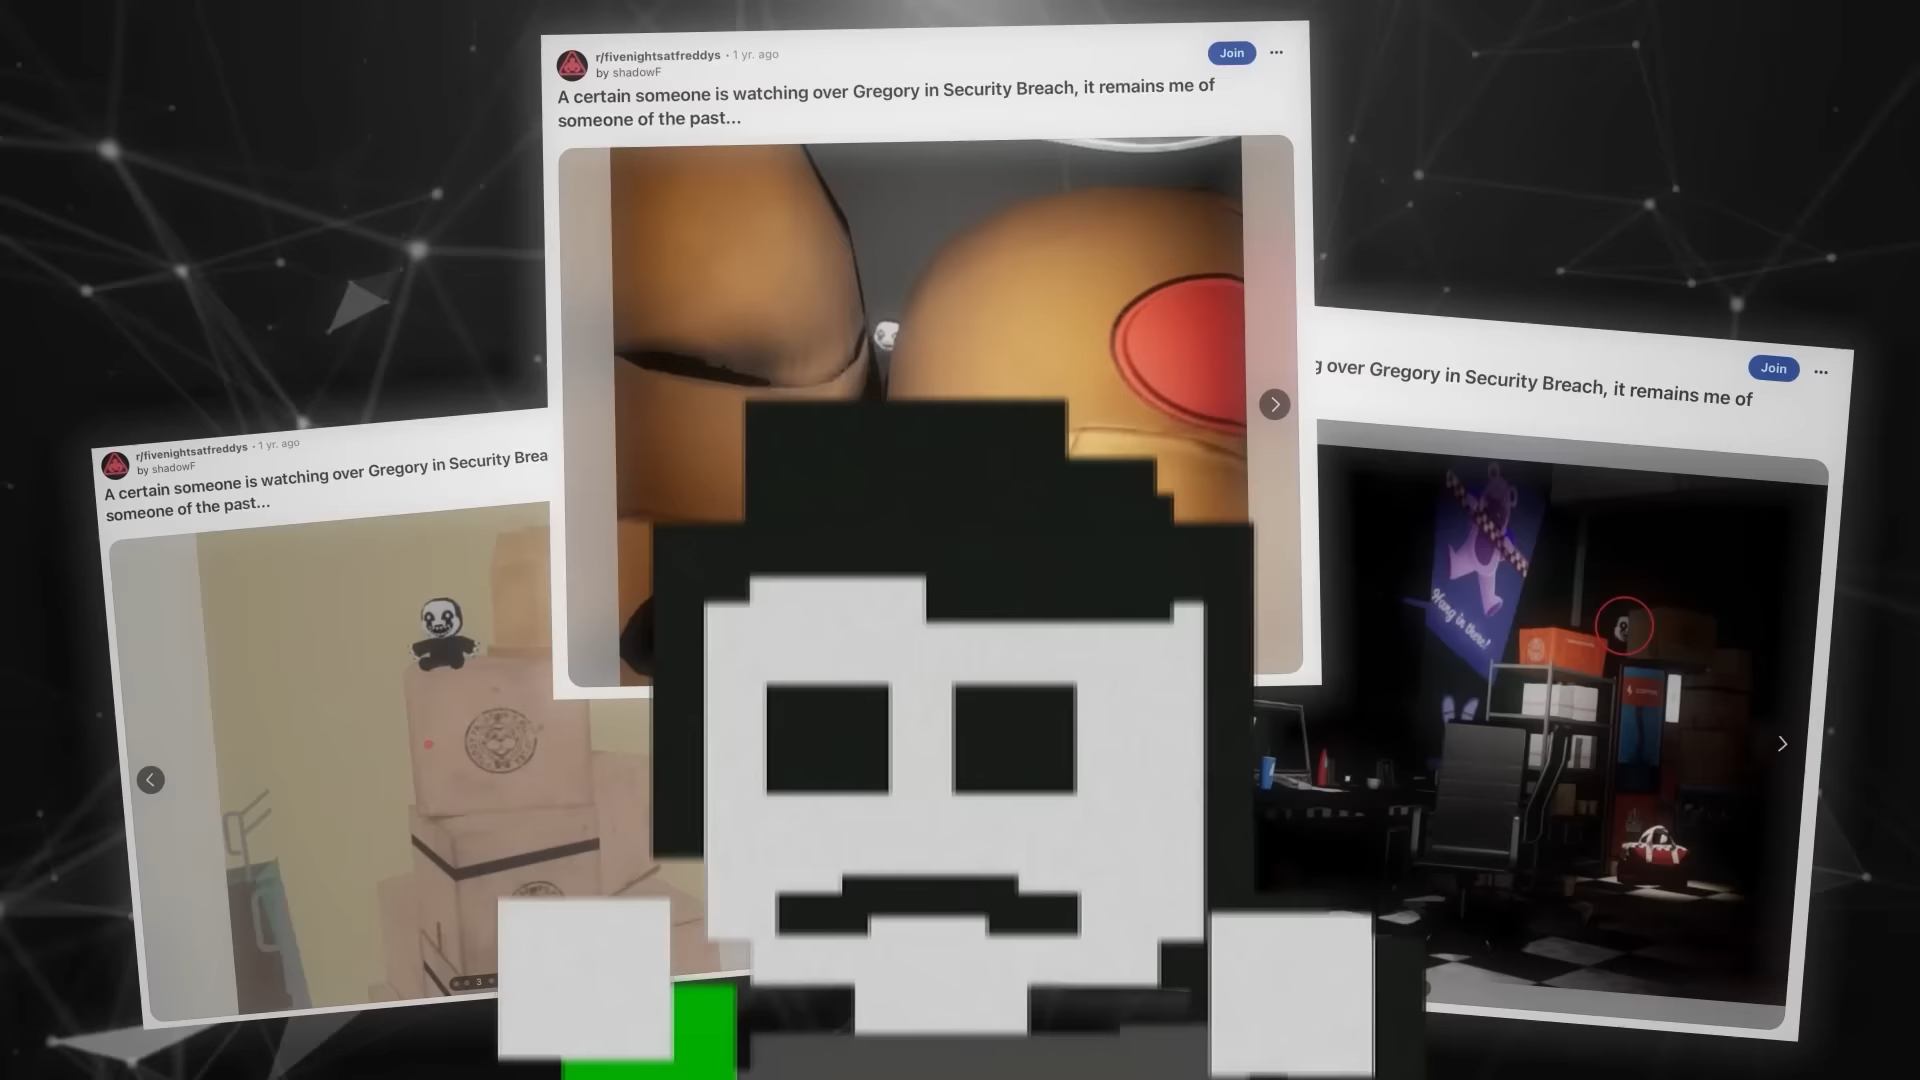 r/fivenightsatfreddys • 1 yr. ago
by shadowF
Join
A certain someone is watching over Gregory in Security Breach, it remains me of
someone of the past...
r/fivenightsatfreddys • 1 yr. ago
by shadowF
A certain someone is watching over Gregory in Security Brea
someone of the past...
3
Join
g over Gregory in Security Breach, it remains me of
Hang in there!